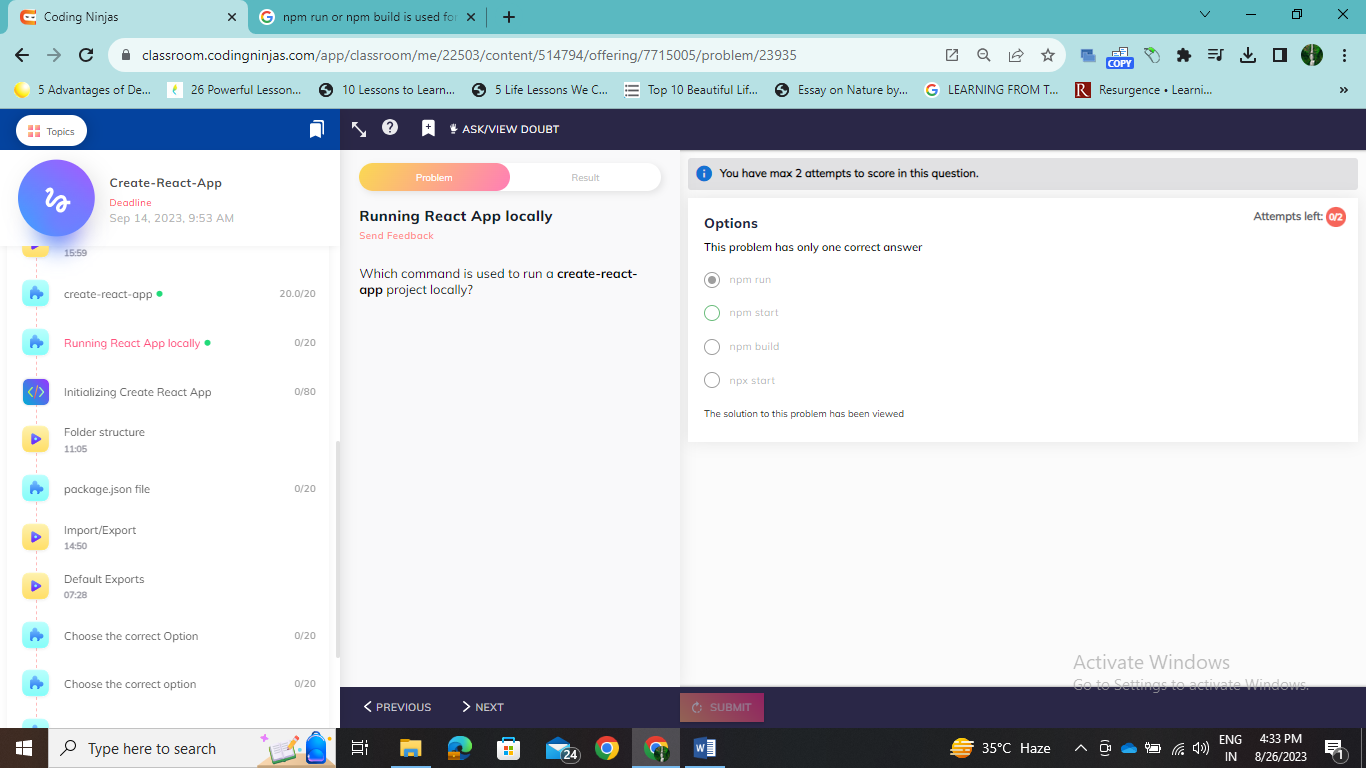 Coding Ninjas
npm run or npm build is used for
classroom.codingninjas.com/app/classroom/me/22503/content/514794/offering/7715005/problem/23935
COPY
5 Advantages of De...
26 Powerful Lesson...
10 Lessons to Learn...
5 Life Lessons We C...
Top 10 Beautiful Lif...
Essay on Nature by...
LEARNING FROM T...
Resurgence • Learni...
Topics
ASK/VIEW DOUBT
Create-React-App
Deadline
Sep 14, 2023, 9:53 AM
15:59
create-react-app
20.0/20
Running React App locally
0/20
Initializing Create React App
0/80
Folder structure
11:05
package.json file
0/20
Import/Export
14:50
Default Exports
07:28
Choose the correct Option
0/20
Choose the correct option
0/20
Problem
Result
Running React App locally
Send Feedback
Which command is used to run a create-react-
app project locally?
You have max 2 attempts to score in this question.
Options
Attempts left: 0/2
This problem has only one correct answer
npm run
npm start
npm build
npx start
The solution to this problem has been viewed
Activate Windows
Go to Settings to activate Windows.
PREVIOUS
NEXT
SUBMIT
Type here to search
24
35°C Haze
ENG
IN
4:33 PM
8/26/2023
1